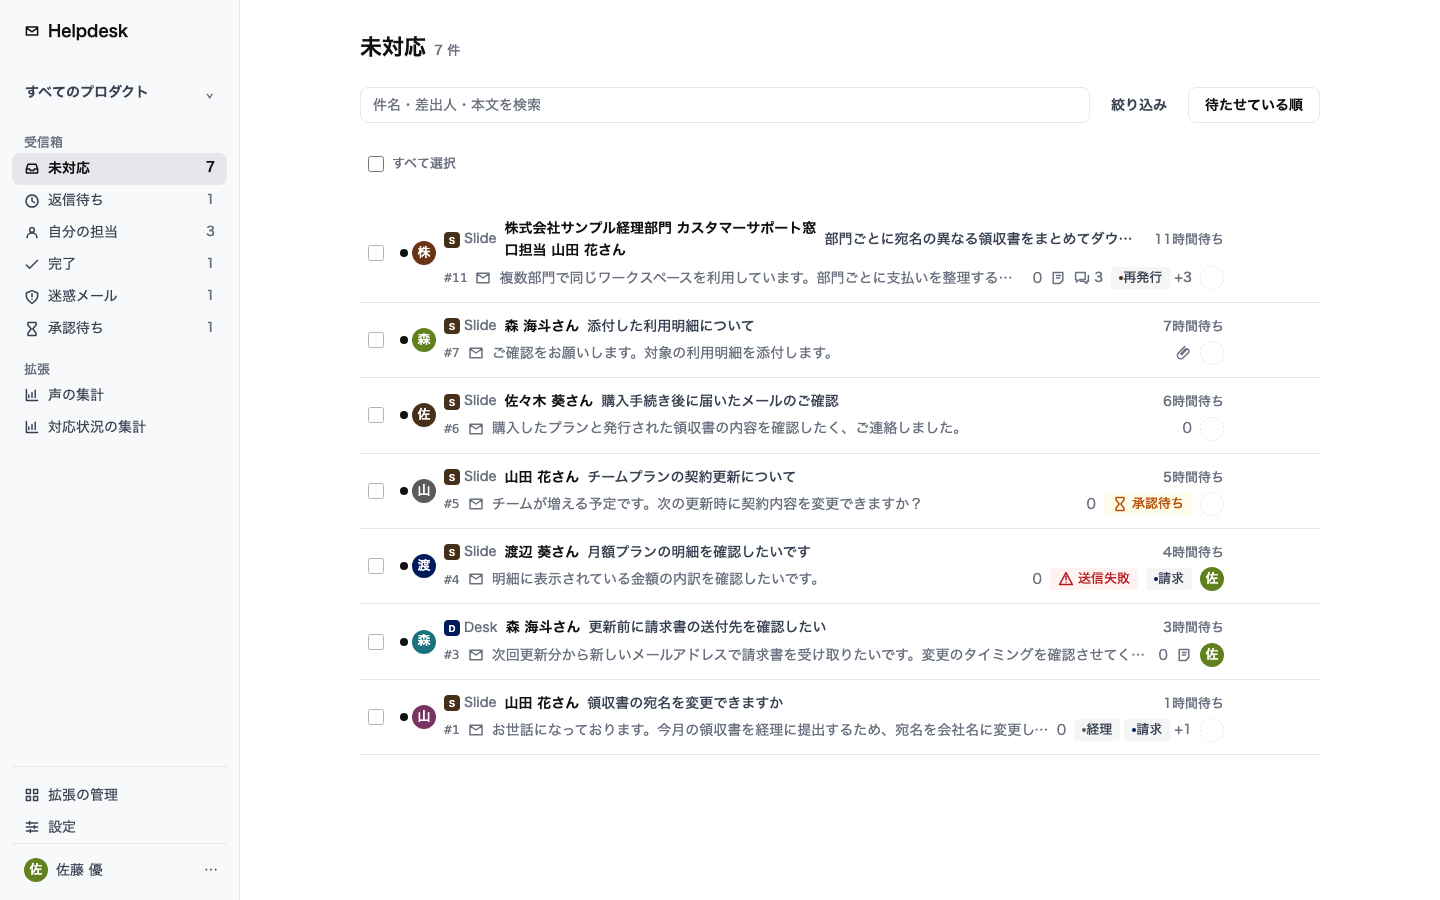 Helpdesk
すべてのプロダクト
受信箱
未対応 7
返信待ち 1
自分の担当 3
完了 1
迷惑メール 1
承認待ち 1
拡張
声の集計
対応状況の集計
拡張の管理
設定
佐 佐藤 優 …
未対応 7 件
件名・差出人・本文を検索 絞り込み 待たせている順
すべて選択
株 S Slide 株式会社サンプル経理部門 カスタマーサポート窓口担当 山田 花さん 部門ごとに宛名の異なる領収書をまとめてダウ… 11時間待ち
#11 複数部門で同じワークスペースを利用しています。部門ごとに支払いを整理する… 0 3 •再発行 +3
森 S Slide 森 海斗さん 添付した利用明細について 7時間待ち
#7 ご確認をお願いします。対象の利用明細を添付します。
佐 S Slide 佐々木 葵さん 購入手続き後に届いたメールのご確認 6時間待ち
#6 購入したプランと発行された領収書の内容を確認したく、ご連絡しました。 0
山 S Slide 山田 花さん チームプランの契約更新について 5時間待ち
#5 チームが増える予定です。次の更新時に契約内容を変更できますか？ 0 承認待ち
渡 S Slide 渡辺 葵さん 月額プランの明細を確認したいです 4時間待ち
#4 明細に表示されている金額の内訳を確認したいです。 0 送信失敗 •請求 佐
森 D Desk 森 海斗さん 更新前に請求書の送付先を確認したい 3時間待ち
#3 次回更新分から新しいメールアドレスで請求書を受け取りたいです。変更のタイミングを確認させてく… 0 佐
山 S Slide 山田 花さん 領収書の宛名を変更できますか 1時間待ち
#1 お世話になっております。今月の領収書を経理に提出するため、宛名を会社名に変更し… 0 •経理 •請求 +1